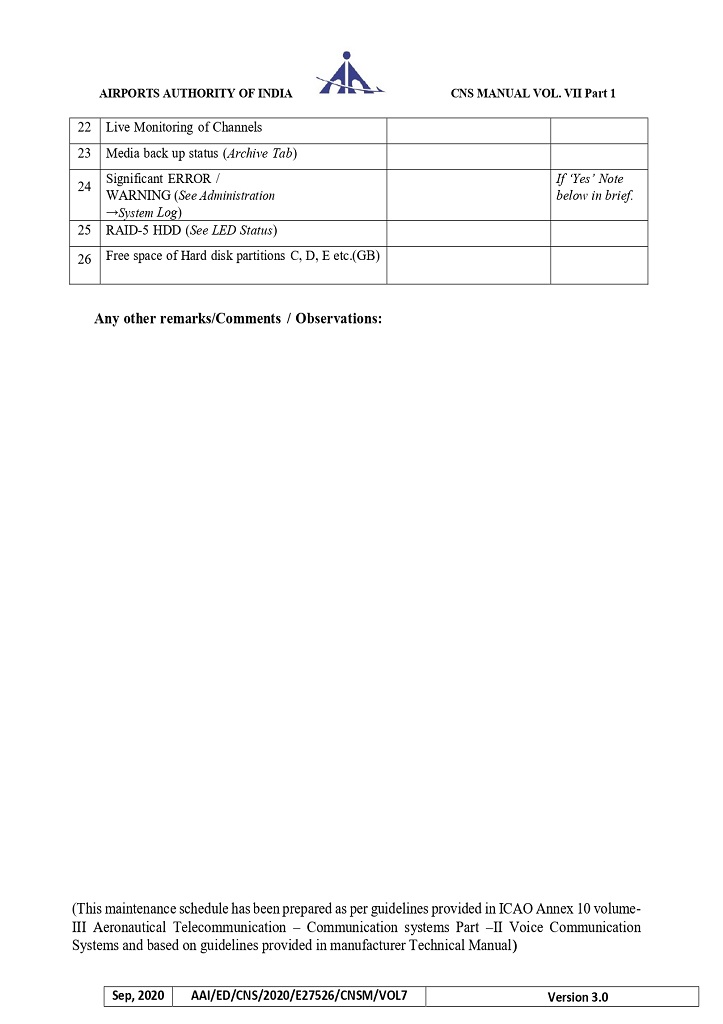 AIRPORTS AUTHORITY OF INDIA CNS MANUAL VOL. VII Part 1
22 Live Monitoring of Channels
23 Media back up status (Archive Tab)
24 Significant ERROR / If ‘Yes’ Note
WARNING (See Administration below in brief.
→System Log)
25 RAID-5 HDD (See LED Status)
26 Free space of Hard disk partitions C, D, E etc.(GB)
Any other remarks/Comments / Observations:
(This maintenance schedule has been prepared as per guidelines provided in ICAO Annex 10 volume-
III Aeronautical Telecommunication – Communication systems Part –II Voice Communication
Systems and based on guidelines provided in manufacturer Technical Manual)
Sep, 2020 AAI/ED/CNS/2020/E27526/CNSM/VOL7 Version 3.0